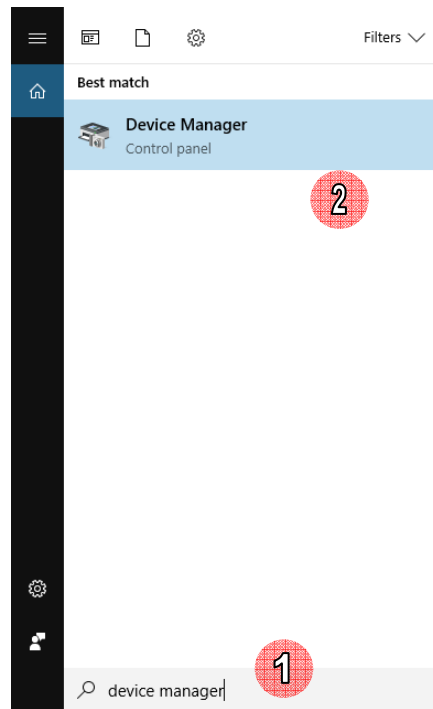 Filters
Best match
Device Manager
Control panel
2
1
device manager